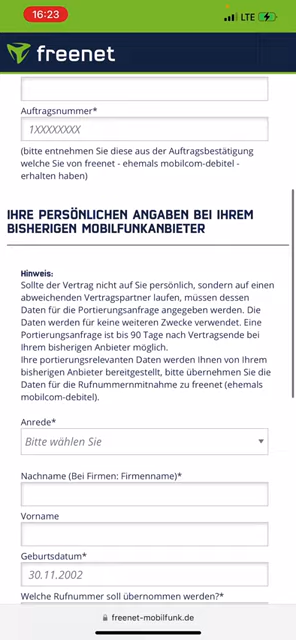 16:23
LTE
freenet
Auftragsnummer*
1XXXXXXXX
(bitte entnehmen Sie diese aus der Auftragsbestätigung
welche Sie von freenet - ehemals mobilcom-debitel -
erhalten haben)
IHRE PERSÖNLICHEN ANGABEN BEI IHREM
BISHERIGEN MOBILFUNKANBIETER
Hinweis:
Sollte der Vertrag nicht auf Sie persönlich, sondern auf einen
abweichenden Vertragspartner laufen, müssen dessen
Daten für die Portierungsanfrage angegeben werden. Die
Daten werden für keine weiteren Zwecke verwendet. Eine
Portierungsanfrage ist bis 90 Tage nach Vertragsende bei
Ihrem bisherigen Anbieter möglich.
Ihre portierungsrelevanten Daten werden Ihnen von Ihrem
bisherigen Anbieter bereitgestellt, bitte übernehmen Sie die
Daten für die Rufnummernmitnahme zu freenet (ehemals
mobilcom-debitel).
Anrede*
Bitte wählen Sie
Nachname (Bei Firmen: Firmenname)*
Vorname
Geburtsdatum*
30.11.2002
Welche Rufnummer soll übernommen werden?*
freenet-mobilfunk.de